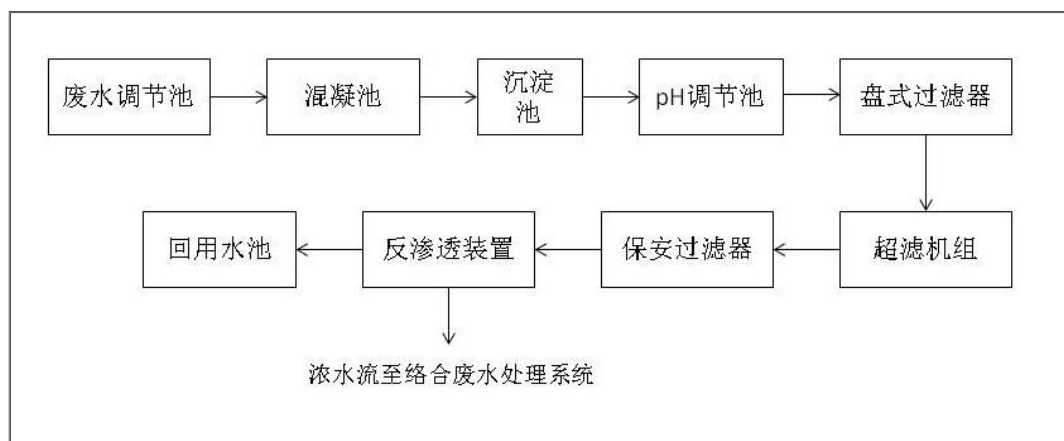 废水调节池
混凝池
沉淀
池
pH调节池
盘式过滤器
超滤机组
保安过滤器
反渗透装置
回用水池
浓水流至络合废水处理系统